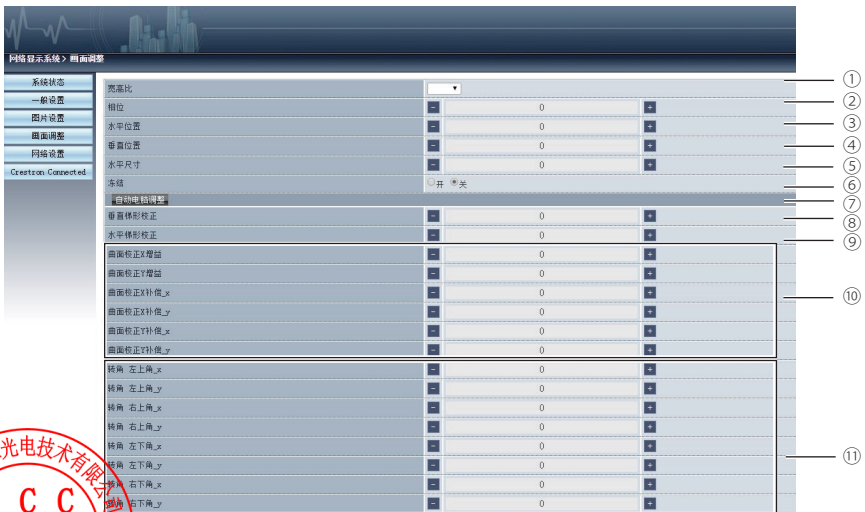 网络显示系统> 画面调整
系统状态
一般设置
图片设置
画面调整
网络设置
Crestron Connected
宽高比 ①
相位 - 0 + ②
水平位置 - 0 + ③
垂直位置 - 0 + ④
水平尺寸 - 0 + ⑤
冻结 开 关 ⑥
自动电脑调整 ⑦
垂直梯形校正 - 0 + ⑧
水平梯形校正 - 0 + ⑨
曲面校正X增益 - 0 +
曲面校正Y增益 - 0 +
曲面校正X补偿_x - 0 + ⑩
曲面校正X补偿_y - 0 +
曲面校正Y补偿_x - 0 +
曲面校正Y补偿_y - 0 +
转角 左上角_x - 0 +
转角 左上角_y - 0 +
转角 右上角_x - 0 +
转角 右上角_y - 0 +
转角 左下角_x - 0 + ⑪
转角 左下角_y - 0 +
转角 右下角_x - 0 +
右下角_y - 0 +
光电技术有限公
C C